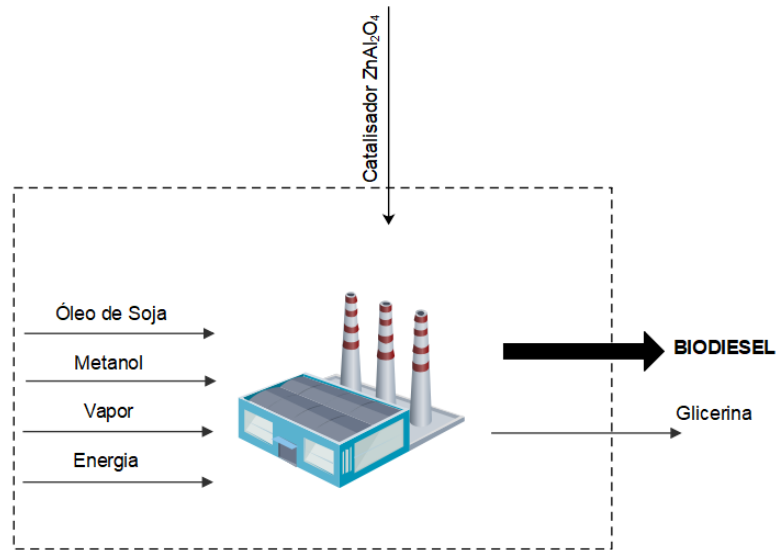 Catalisador ZnAl₂O₄
Óleo de Soja
Metanol
Vapor
Energia
BIODIESEL
Glicerina